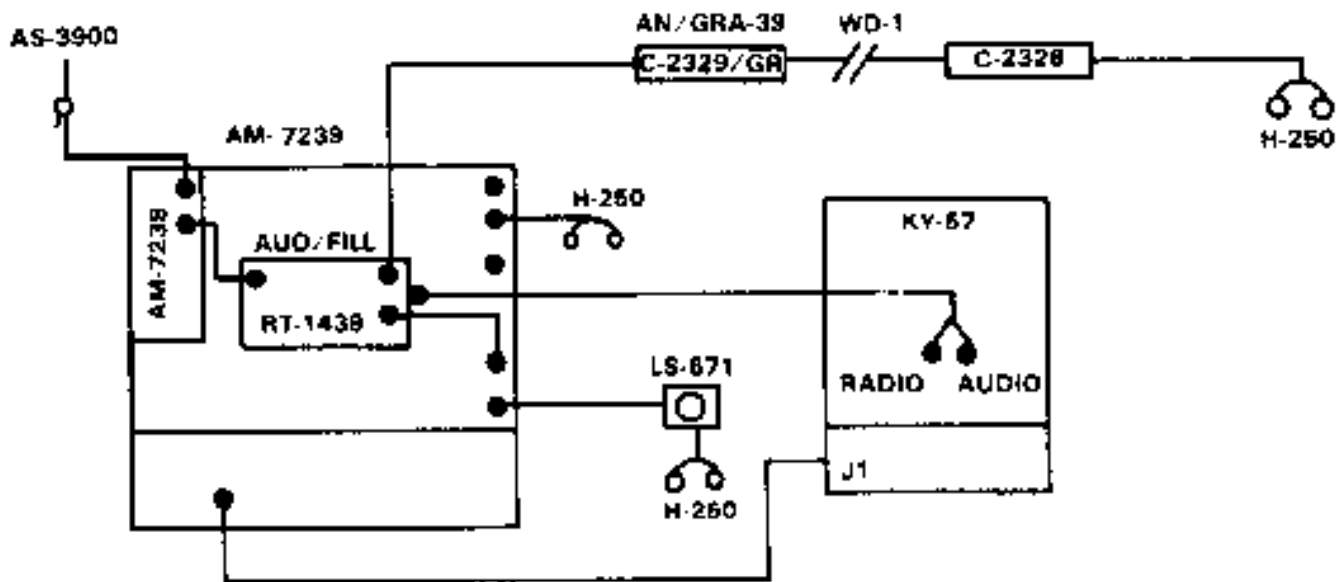 AS-3900
AN/GRA-39
WD-1
C-2329/GR
C-2328
H-250
AM-7239
H-250
AM-7238
AUD/FILL
RT-1439
KY-57
RADIO AUDIO
LS-671
H-250
J1